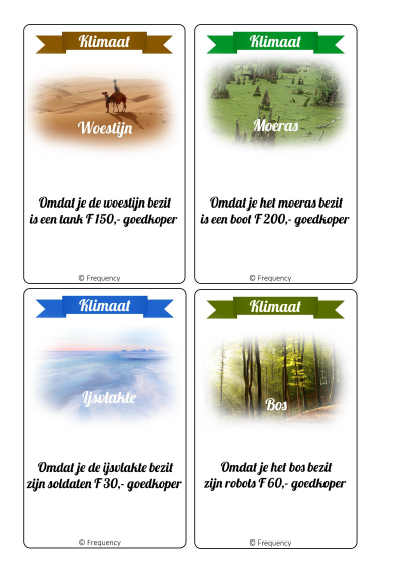 Klimaat
Woestijn
Omdat je de woestijn bezit
is een tank F 150,- goedkoper
© Frequency
Klimaat
Moeras
Omdat je het moeras bezit
is een boot F 200,- goedkoper
© Frequency
Klimaat
Ijsvlakte
Omdat je de ijsvlakte bezit
zijn soldaten F 30,- goedkoper
© Frequency
Klimaat
Bos
Omdat je het bos bezit
zijn robots F 60,- goedkoper
© Frequency